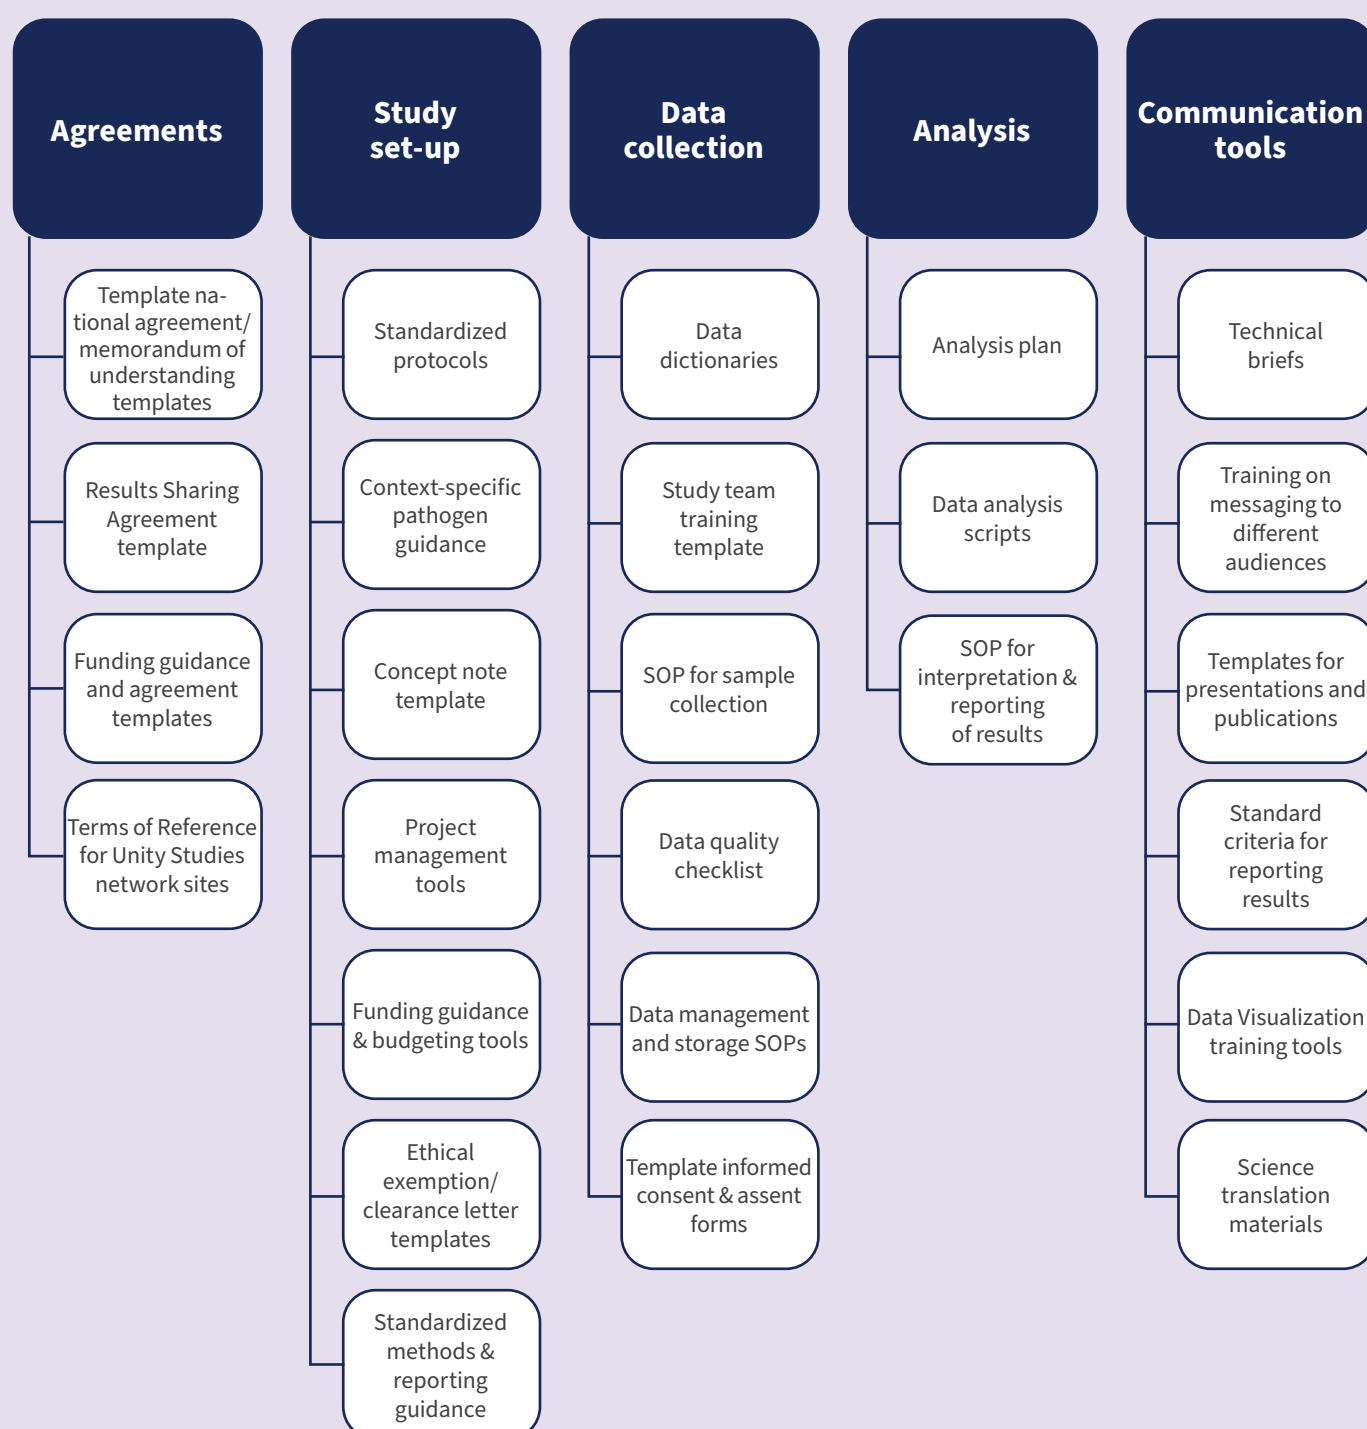 Agreements
Template na-
tional agreement/
memorandum of
understanding
templates
Results Sharing
Agreement
template
Funding guidance
and agreement
templates
Terms of Reference
for Unity Studies
network sites
Study
set-up
Standardized
protocols
Context-specific
pathogen
guidance
Concept note
template
Project
management
tools
Funding guidance
& budgeting tools
Ethical
exemption/
clearance letter
templates
Standardized
methods &
reporting
guidance
Data
collection
Data
dictionaries
Study team
training
template
SOP for sample
collection
Data quality
checklist
Data management
and storage SOPs
Template informed
consent & assent
forms
Analysis
Analysis plan
Data analysis
scripts
SOP for
interpretation &
reporting
of results
Communication
tools
Technical
briefs
Training on
messaging to
different
audiences
Templates for
presentations and
publications
Standard
criteria for
reporting
results
Data Visualization
training tools
Science
translation
materials